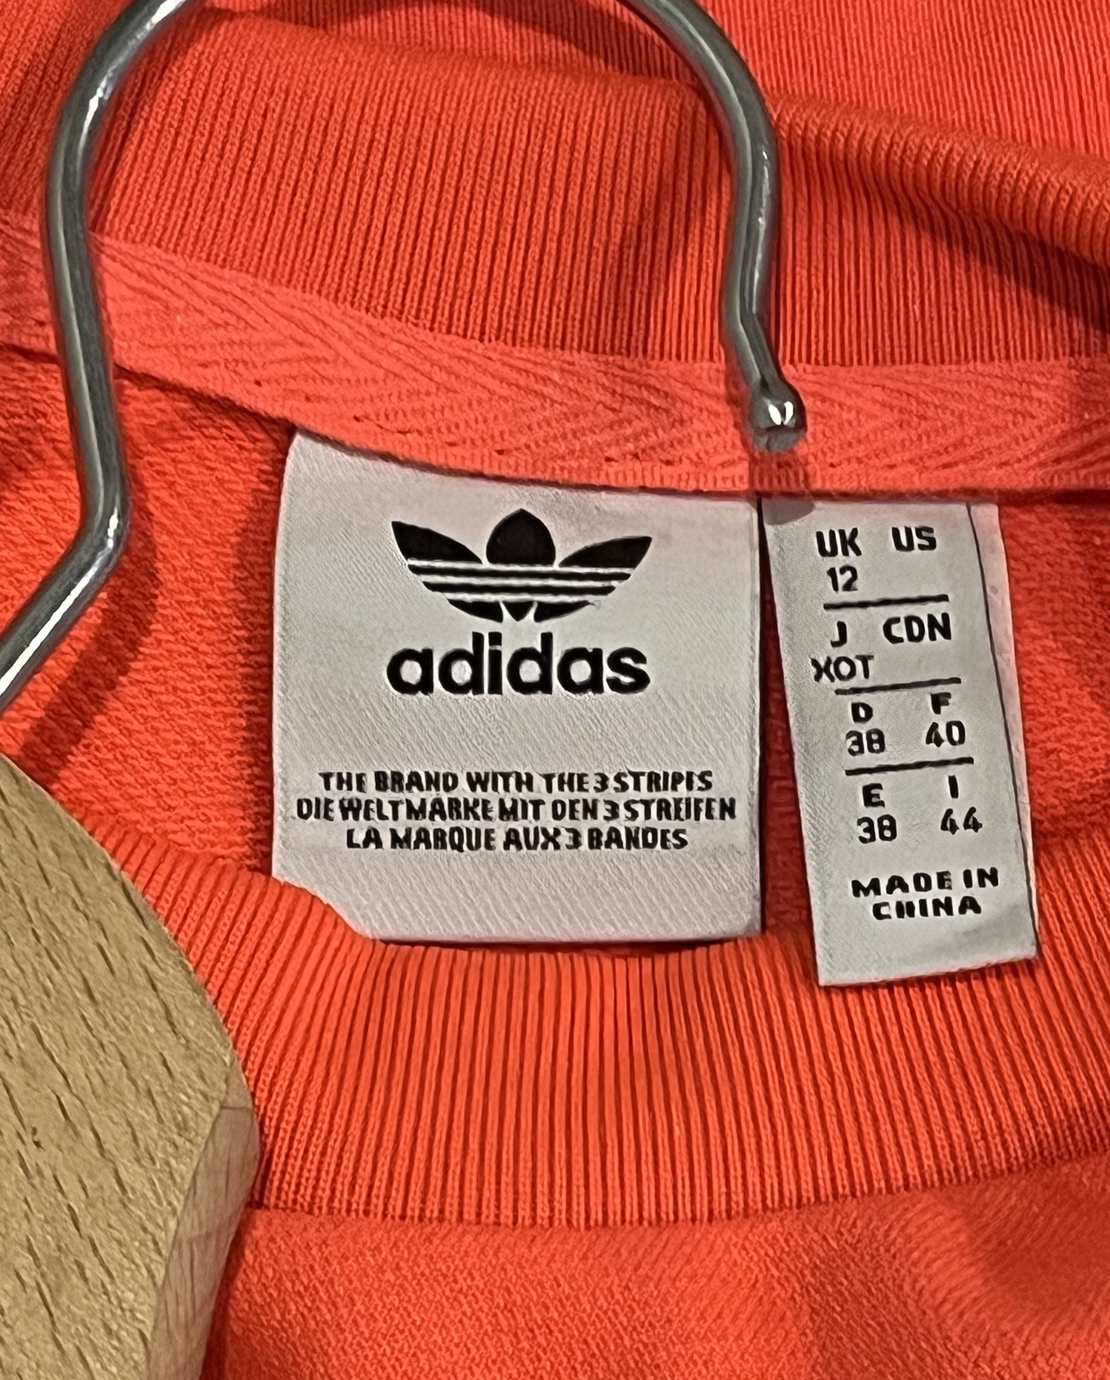 adidas
THE BRAND WITH THE 3 STRIPES
DIE WELTMARKE MIT DEN 3 STREIFEN
LA MARQUE AUX 3 BANDES
UK US
12
J CDN
XOT
D F
38 40
E I
38 44
MADE IN
CHINA